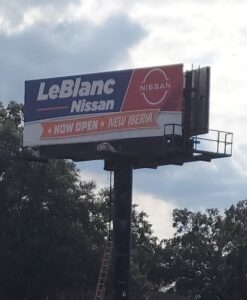 LeBlanc
Nissan
NISSAN
★ NOW OPEN ★ NEW IBERIA